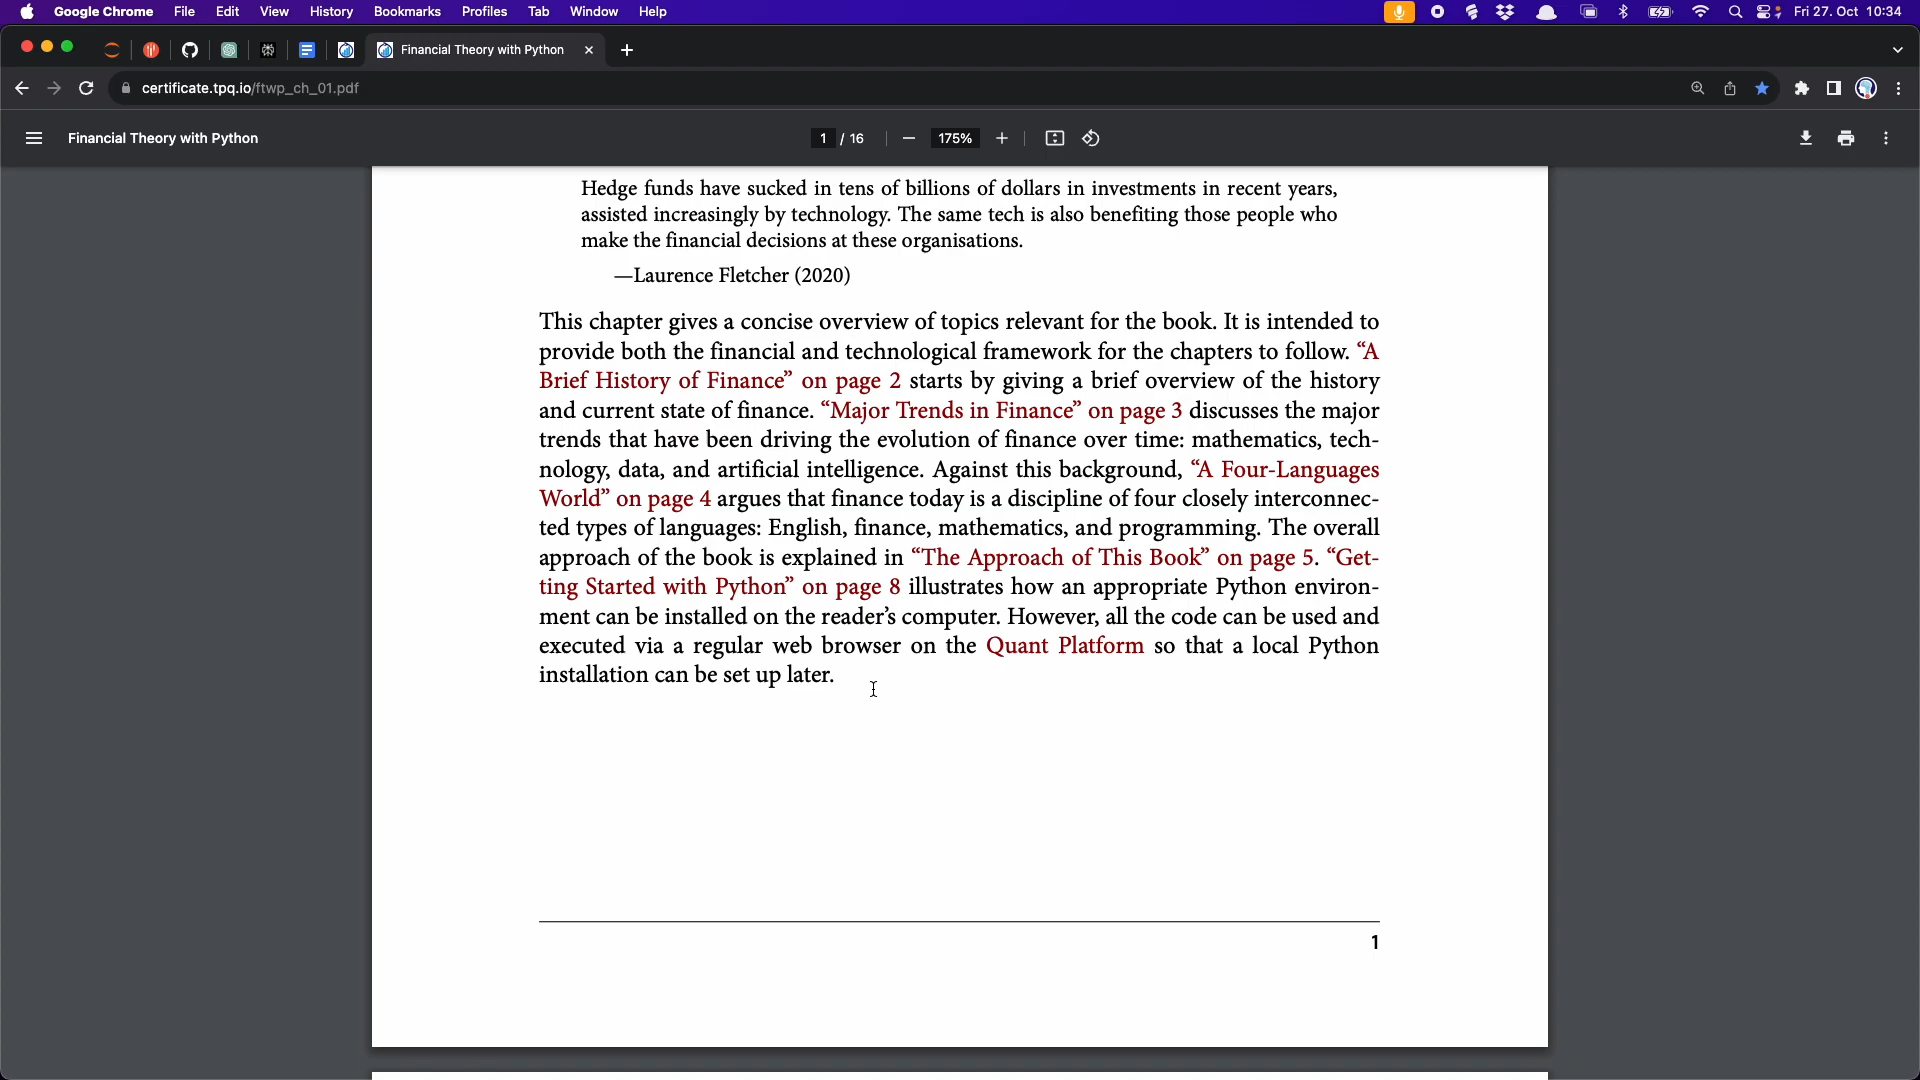 Google Chrome File Edit View History Bookmarks Profiles Tab Window Help Fri 27. Oct 10:34
Financial Theory with Python
certificate.tpq.io/ftwp_ch_01.pdf
Financial Theory with Python 1 / 16 175%
Hedge funds have sucked in tens of billions of dollars in investments in recent years,
assisted increasingly by technology. The same tech is also benefiting those people who
make the financial decisions at these organisations.
—Laurence Fletcher (2020)
This chapter gives a concise overview of topics relevant for the book. It is intended to
provide both the financial and technological framework for the chapters to follow. “A
Brief History of Finance” on page 2 starts by giving a brief overview of the history
and current state of finance. “Major Trends in Finance” on page 3 discusses the major
trends that have been driving the evolution of finance over time: mathematics, tech-
nology, data, and artificial intelligence. Against this background, “A Four-Languages
World” on page 4 argues that finance today is a discipline of four closely interconnec-
ted types of languages: English, finance, mathematics, and programming. The overall
approach of the book is explained in “The Approach of This Book” on page 5. “Get-
ting Started with Python” on page 8 illustrates how an appropriate Python environ-
ment can be installed on the reader’s computer. However, all the code can be used and
executed via a regular web browser on the Quant Platform so that a local Python
installation can be set up later.
1